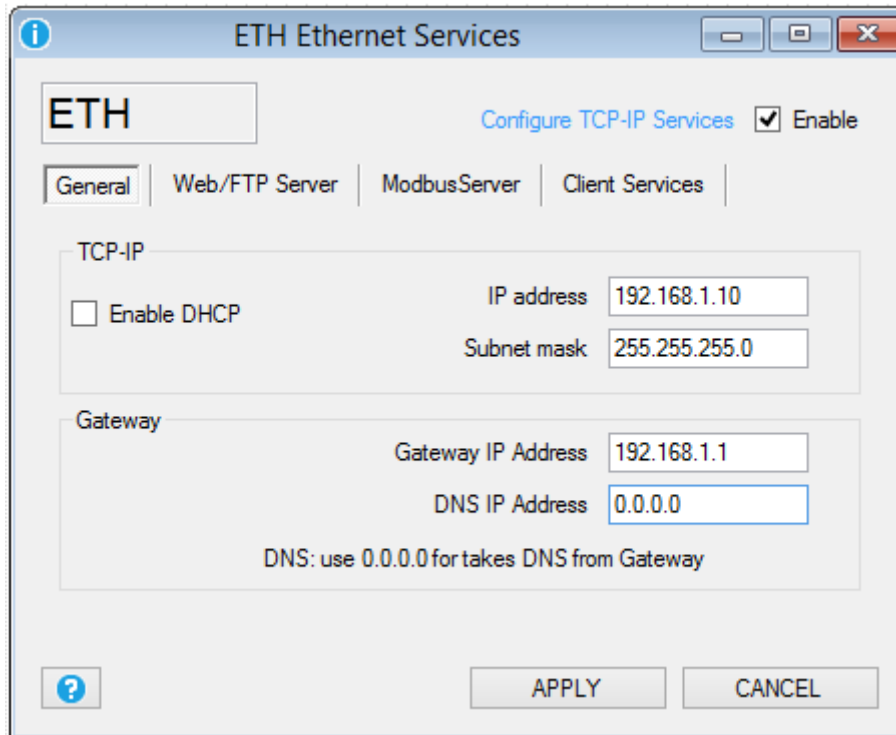 ETH Ethernet Services
ETH
Configure TCP-IP Services Enable
General Web/FTP Server ModbusServer Client Services
TCP-IP
Enable DHCP
IP address 192.168.1.10
Subnet mask 255.255.255.0
Gateway
Gateway IP Address 192.168.1.1
DNS IP Address 0.0.0.0
DNS: use 0.0.0.0 for takes DNS from Gateway
APPLY CANCEL